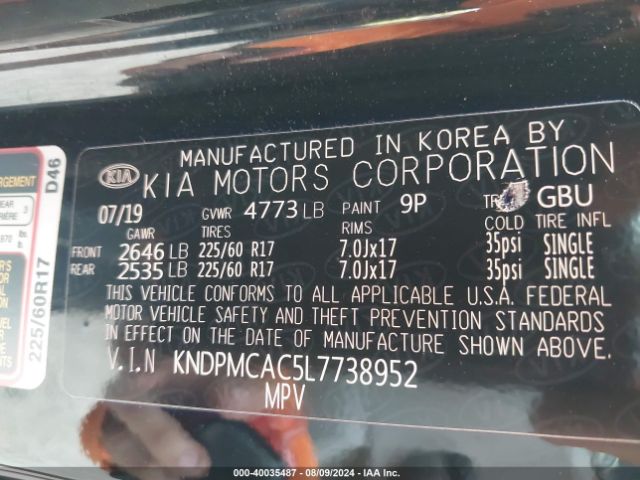 MANUFACTURED IN KOREA BY
KIA KIA MOTORS CORPORATION
07/19 GVWR 4773 LB PAINT 9P TR GBU
GAWR TIRES RIMS COLD TIRE INFL
FRONT 2646 LB 225/60 R17 7.0Jx17 35psi SINGLE
REAR 2535 LB 225/60 R17 7.0Jx17 35psi SINGLE
THIS VEHICLE CONFORMS TO ALL APPLICABLE U.S.A. FEDERAL
MOTOR VEHICLE SAFETY AND THEFT PREVENTION STANDARDS
IN EFFECT ON THE DATE OF MANUFACTURE SHOWN ABOVE.
V.I.N KNDPMCAC5L7738952
MPV
D46
225/60R17
000-40035487 - 08/09/2024 - IAA Inc.